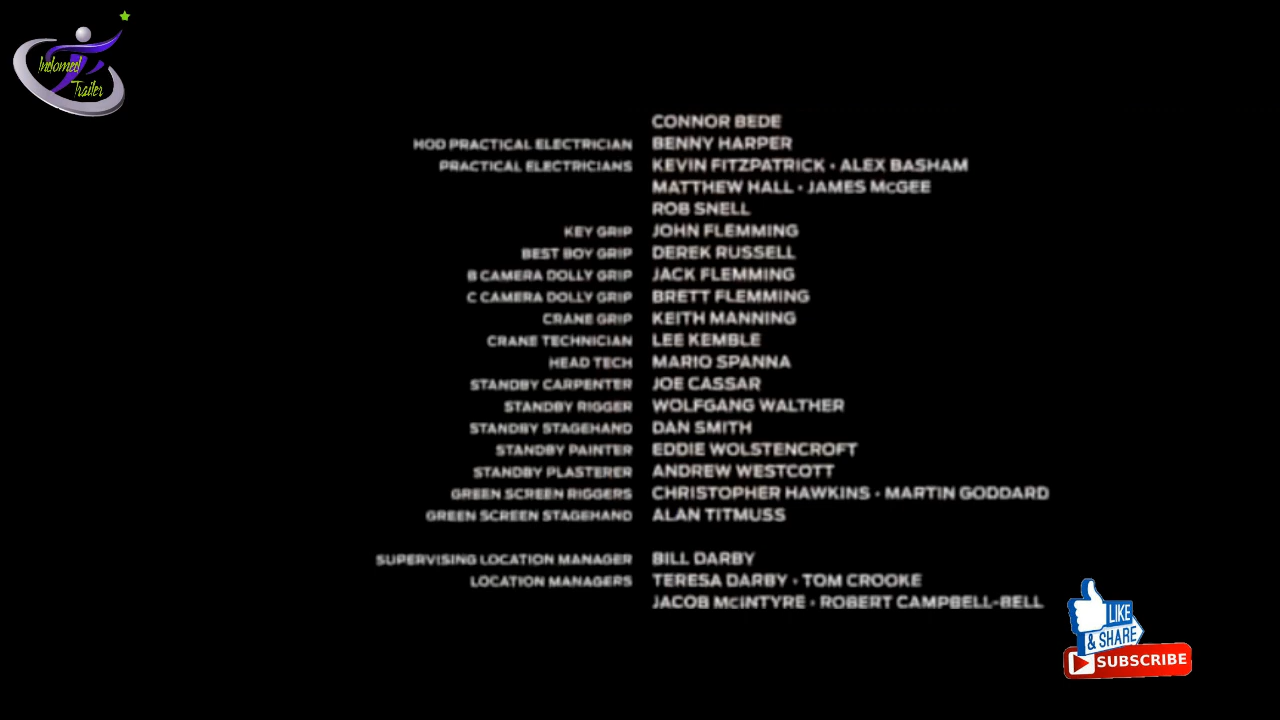 Indomed
Trailer
CONNOR BEDE
HOD PRACTICAL ELECTRICIAN BENNY HARPER
PRACTICAL ELECTRICIANS KEVIN FITZPATRICK • ALEX BASHAM
MATTHEW HALL • JAMES McGEE
ROB SNELL
KEY GRIP JOHN FLEMMING
BEST BOY GRIP DEREK RUSSELL
B CAMERA DOLLY GRIP JACK FLEMMING
C CAMERA DOLLY GRIP BRETT FLEMMING
CRANE GRIP KEITH MANNING
CRANE TECHNICIAN LEE KEMBLE
HEAD TECH MARIO SPANNA
STANDBY CARPENTER JOE CASSAR
STANDBY RIGGER WOLFGANG WALTHER
STANDBY STAGEHAND DAN SMITH
STANDBY PAINTER EDDIE WOLSTENCROFT
STANDBY PLASTERER ANDREW WESTCOTT
GREEN SCREEN RIGGERS CHRISTOPHER HAWKINS • MARTIN GODDARD
GREEN SCREEN STAGEHAND ALAN TITMUSS
SUPERVISING LOCATION MANAGER BILL DARBY
LOCATION MANAGERS TERESA DARBY • TOM CROOKE
JACOB McINTYRE • ROBERT CAMPBELL-BELL
LIKE
& SHARE
SUBSCRIBE